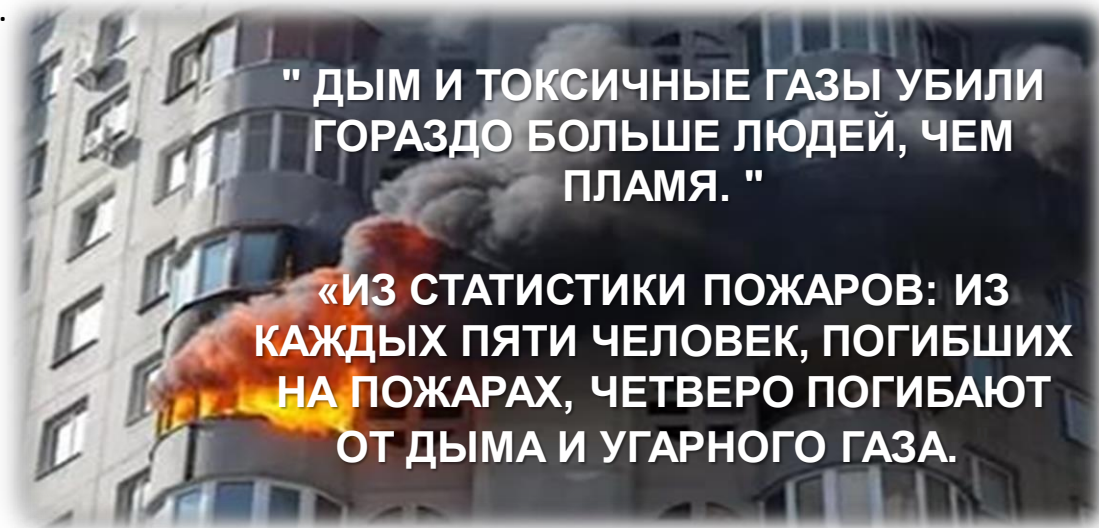 .
" ДЫМ И ТОКСИЧНЫЕ ГАЗЫ УБИЛИ
ГОРАЗДО БОЛЬШЕ ЛЮДЕЙ, ЧЕМ
ПЛАМЯ. "
«ИЗ СТАТИСТИКИ ПОЖАРОВ: ИЗ
КАЖДЫХ ПЯТИ ЧЕЛОВЕК, ПОГИБШИХ
НА ПОЖАРАХ, ЧЕТВЕРО ПОГИБАЮТ
ОТ ДЫМА И УГАРНОГО ГАЗА.